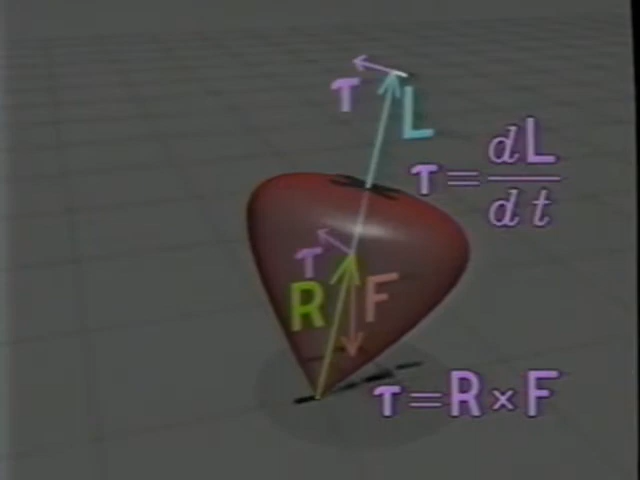 τ
L
τ = dL/dt
τ
R
F
τ = R × F